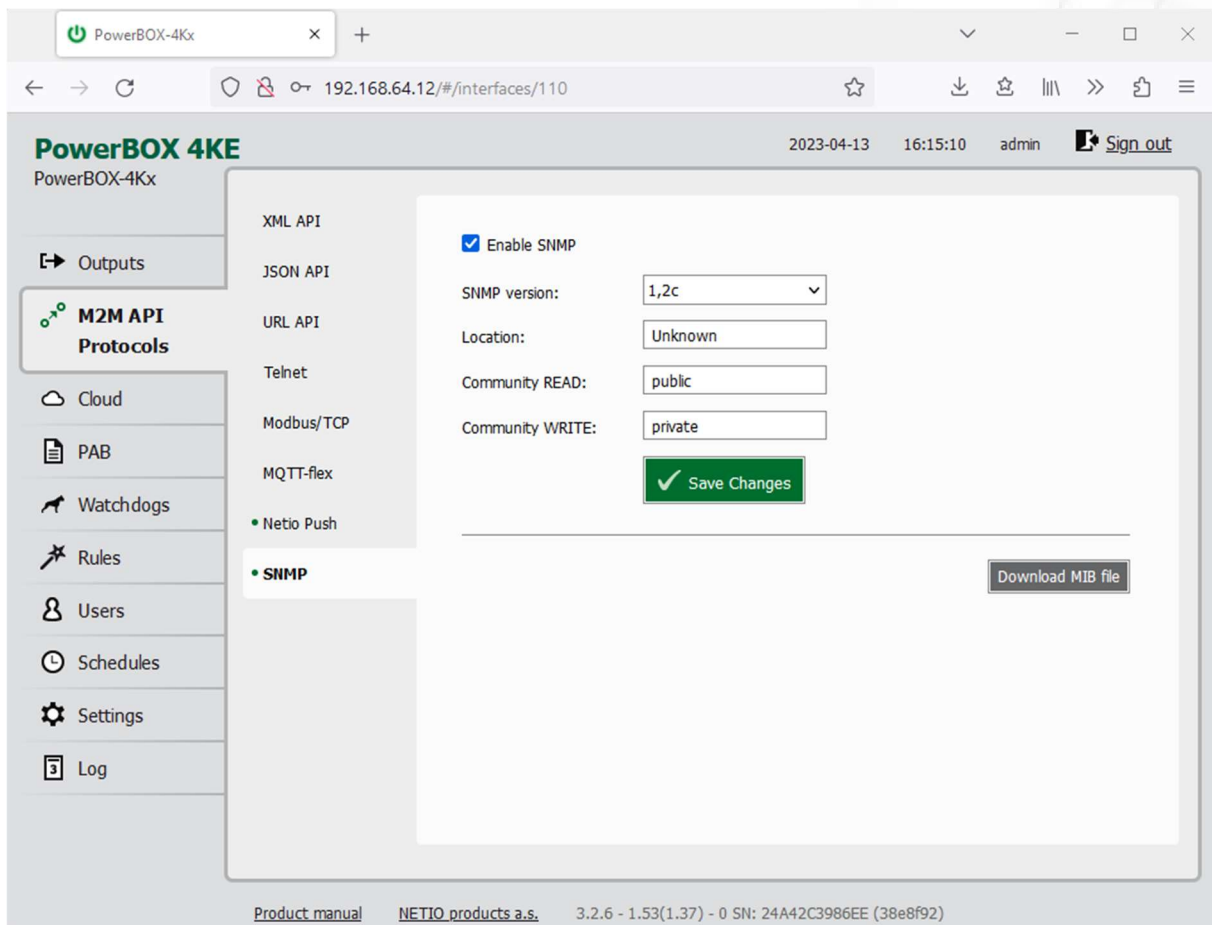 PowerBOX-4Kx
192.168.64.12/#/interfaces/110
PowerBOX 4KE
2023-04-13 16:15:10 admin Sign out
PowerBOX-4Kx
Outputs
M2M API
Protocols
Cloud
PAB
Watchdogs
Rules
Users
Schedules
Settings
3 Log
XML API
JSON API
URL API
Telnet
Modbus/TCP
MQTT-flex
• Netio Push
• SNMP
Enable SNMP
SNMP version: 1,2c
Location: Unknown
Community READ: public
Community WRITE: private
Save Changes
Download MIB file
Product manual NETIO products a.s. 3.2.6 - 1.53(1.37) - 0 SN: 24A42C3986EE (38e8f92)